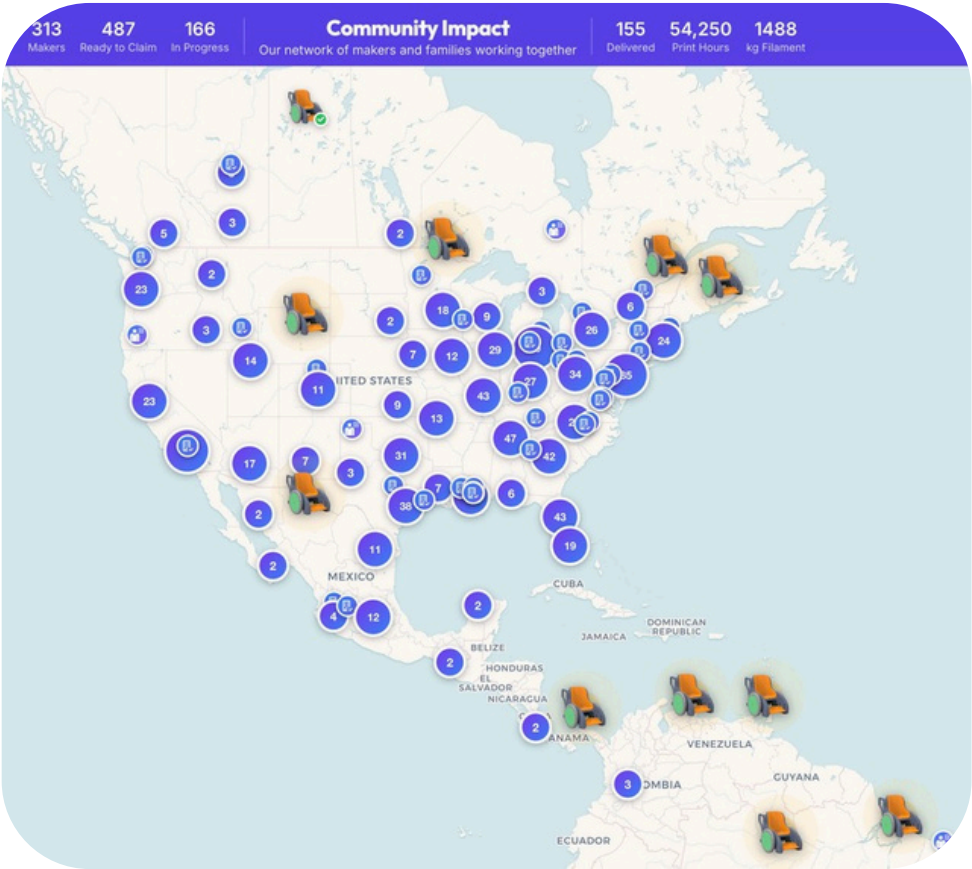 313
Makers
487
Ready to Claim
166
In Progress
Community Impact
Our network of makers and families working together
155
Delivered
54,250
Print Hours
1488
kg Filament
5
3
2
23
2
3
14
2
18
9
3
6
26
24
7
12
29
27
34
11
UNITED STATES
23
9
43
13
47
42
17
7
3
31
38
7
6
2
43
19
11
2
MEXICO
4
12
2
CUBA
JAMAICA
DOMINICAN
REPUBLIC
BELIZE
2
HONDURAS
EL
SALVADOR
NICARAGUA
2
PANAMA
VENEZUELA
3
COLOMBIA
GUYANA
ECUADOR